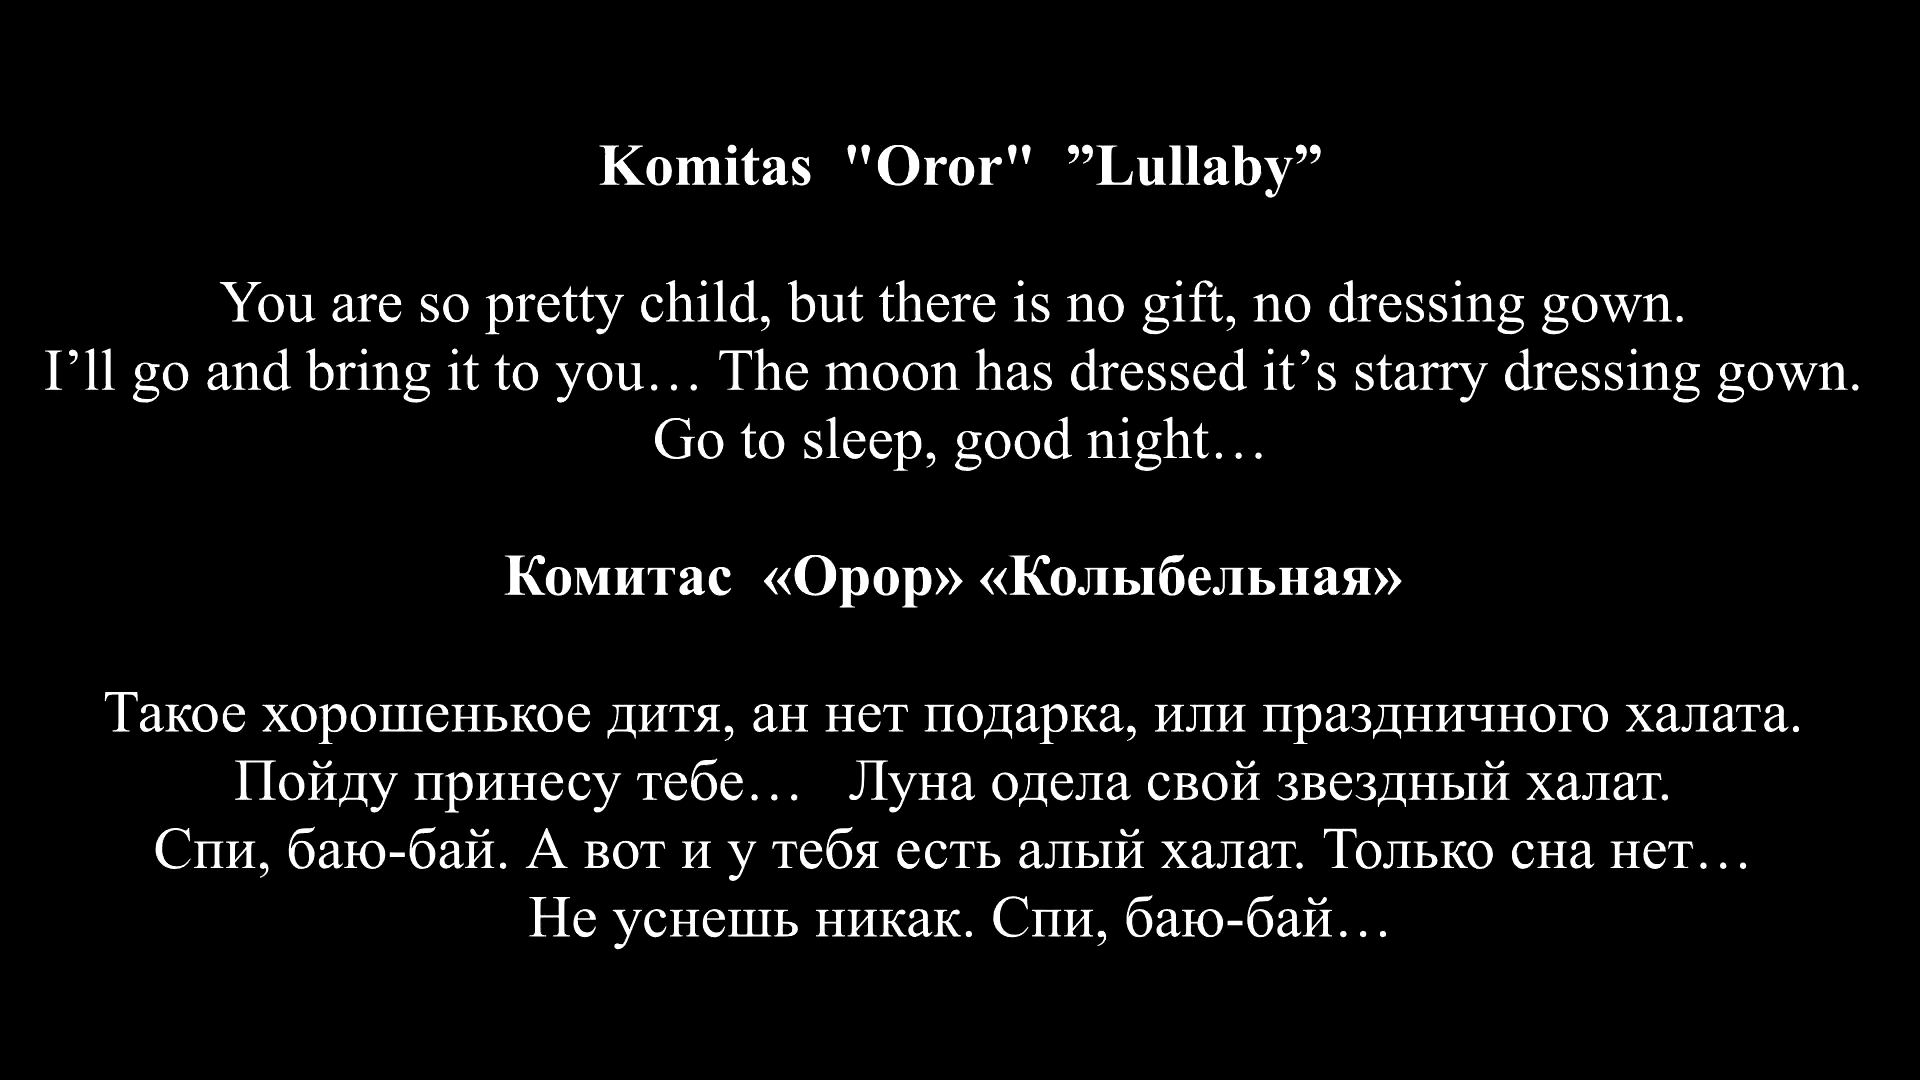 Komitas "Oror" ”Lullaby”
You are so pretty child, but there is no gift, no dressing gown.
I’ll go and bring it to you… The moon has dressed it’s starry dressing gown.
Go to sleep, good night…
Комитас «Орор» «Колыбельная»
Такое хорошенькое дитя, ан нет подарка, или праздничного халата.
Пойду принесу тебе… Луна одела свой звездный халат.
Спи, баю-бай. А вот и у тебя есть алый халат. Только сна нет…
Не уснешь никак. Спи, баю-бай…